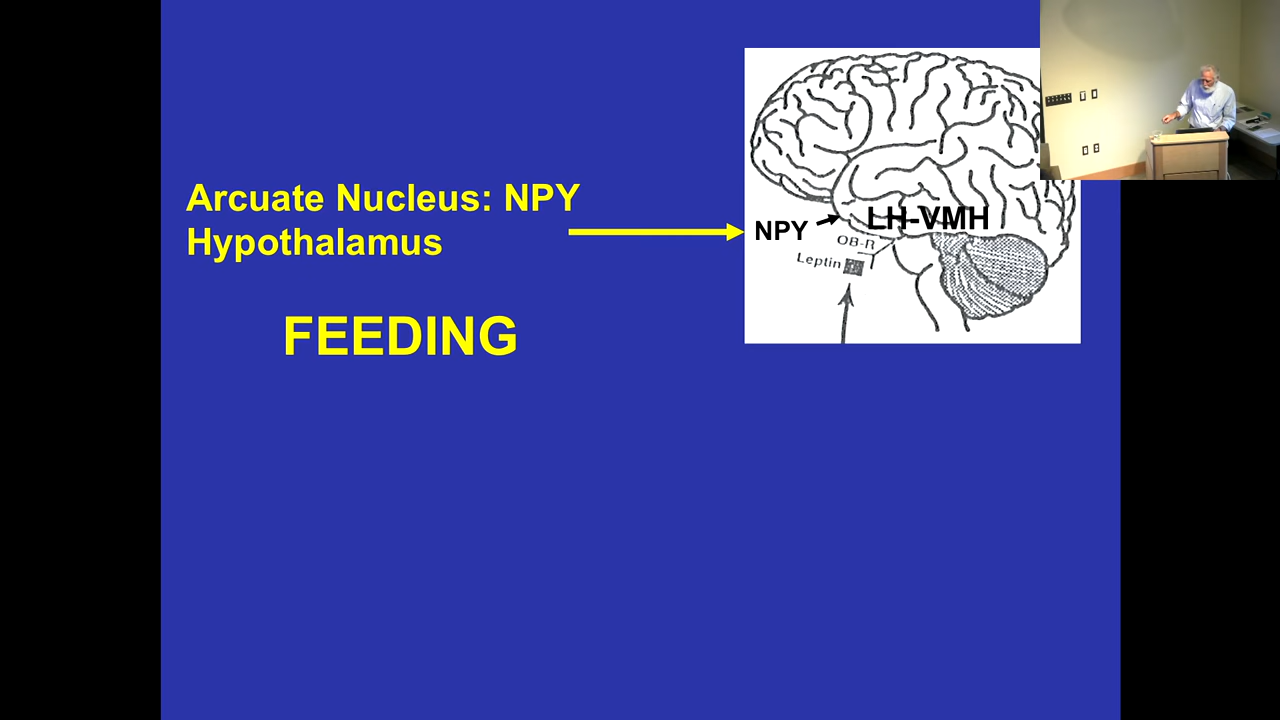 Arcuate Nucleus: NPY
Hypothalamus
FEEDING
NPY
LH-VMH
OB-R
Leptin